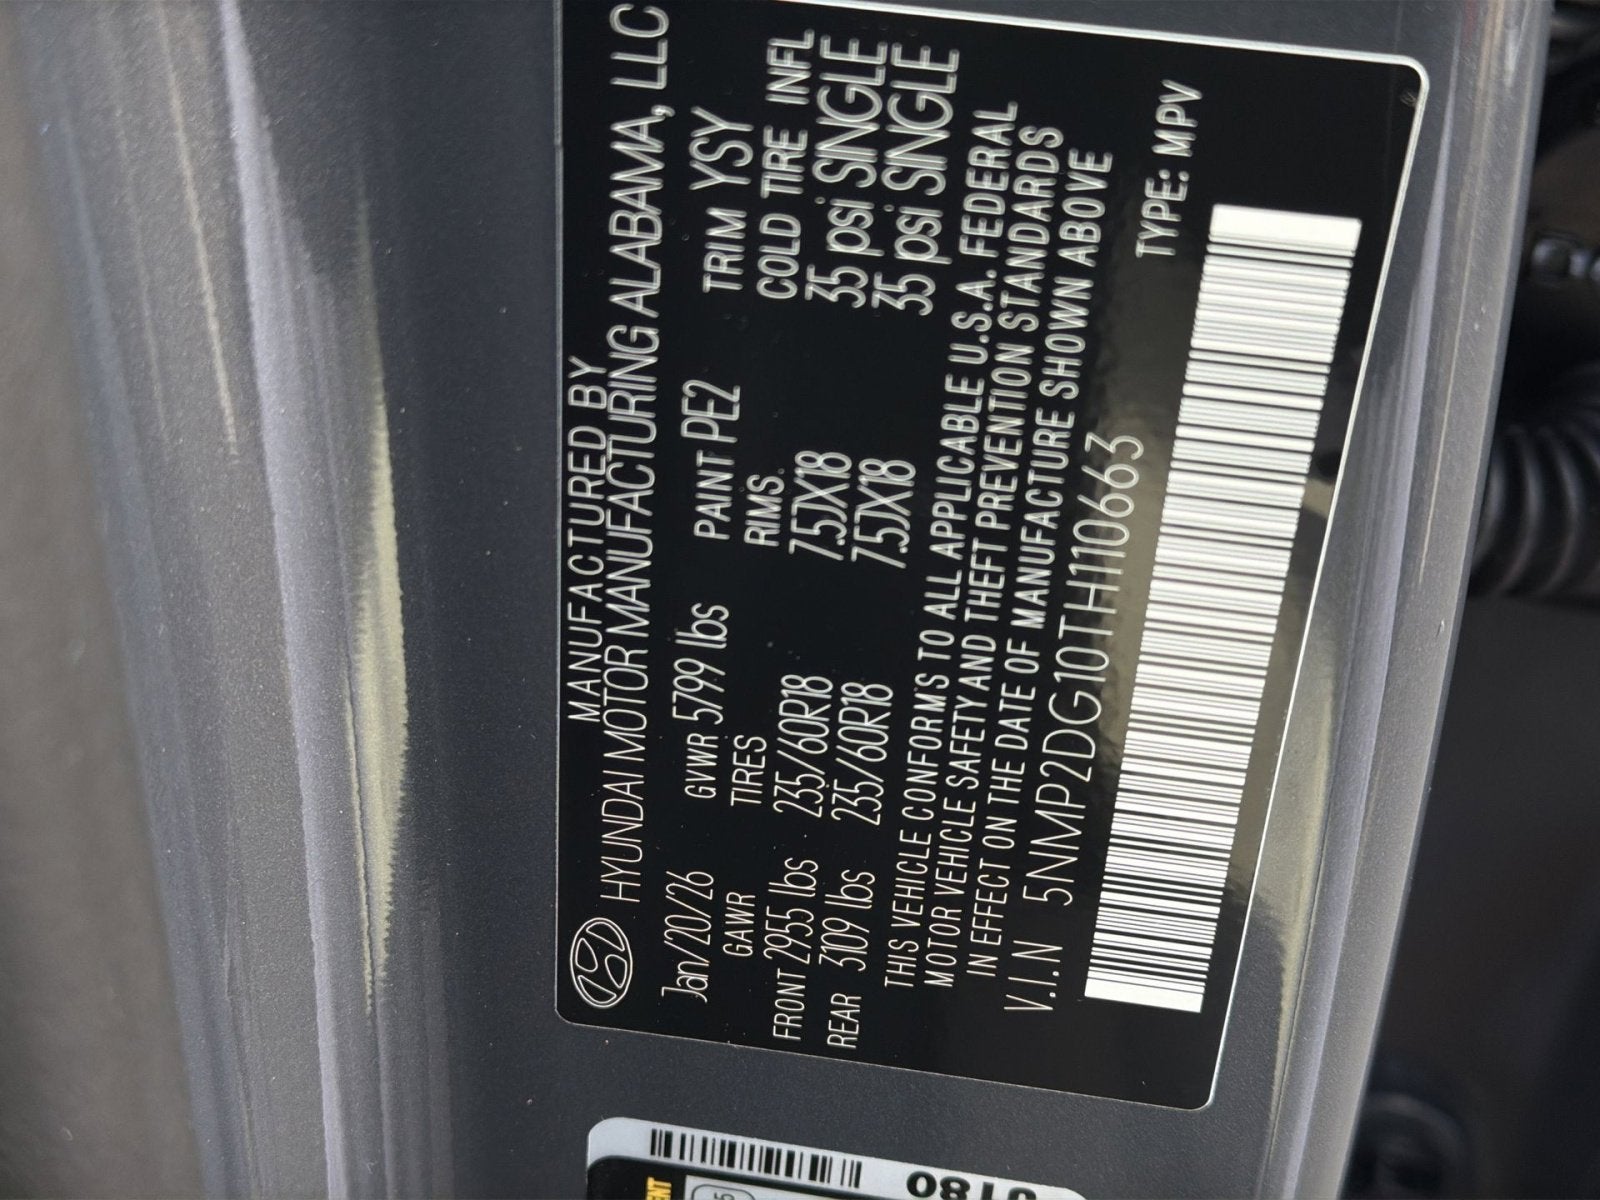 MANUFACTURED BY
HYUNDAI MOTOR MANUFACTURING ALABAMA, LLC
Jan/20/26 GVWR 5799 lbs PAINT PE2 TRIM YSY
GAWR TIRES RIMS. COLD TIRE INFL
FRONT 2955 lbs 235/60R18 7.5JX18 35 psi SINGLE
REAR 3109 lbs 235/60R18 7.5JX18 35 psi SINGLE
THIS VEHICLE CONFORMS TO ALL APPLICABLE U.S.A. FEDERAL
MOTOR VEHICLE SAFETY AND THEFT PREVENTION STANDARDS
IN EFFECT ON THE DATE OF MANUFACTURE SHOWN ABOVE
V.I.N 5NMP2DG10TH110663 TYPE: MPV